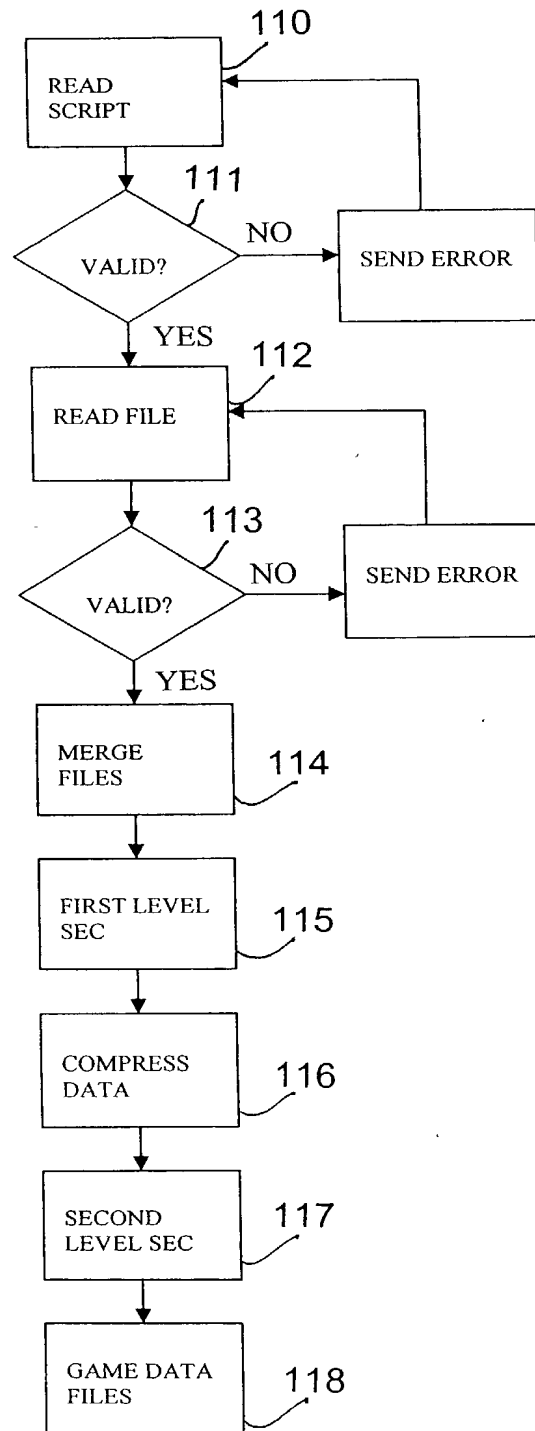 110
READ
SCRIPT
111
VALID?
NO
SEND ERROR
YES
112
READ FILE
113
VALID?
NO
SEND ERROR
YES
MERGE
FILES
114
FIRST LEVEL
SEC
115
COMPRESS
DATA
116
SECOND
LEVEL SEC
117
GAME DATA
FILES
118